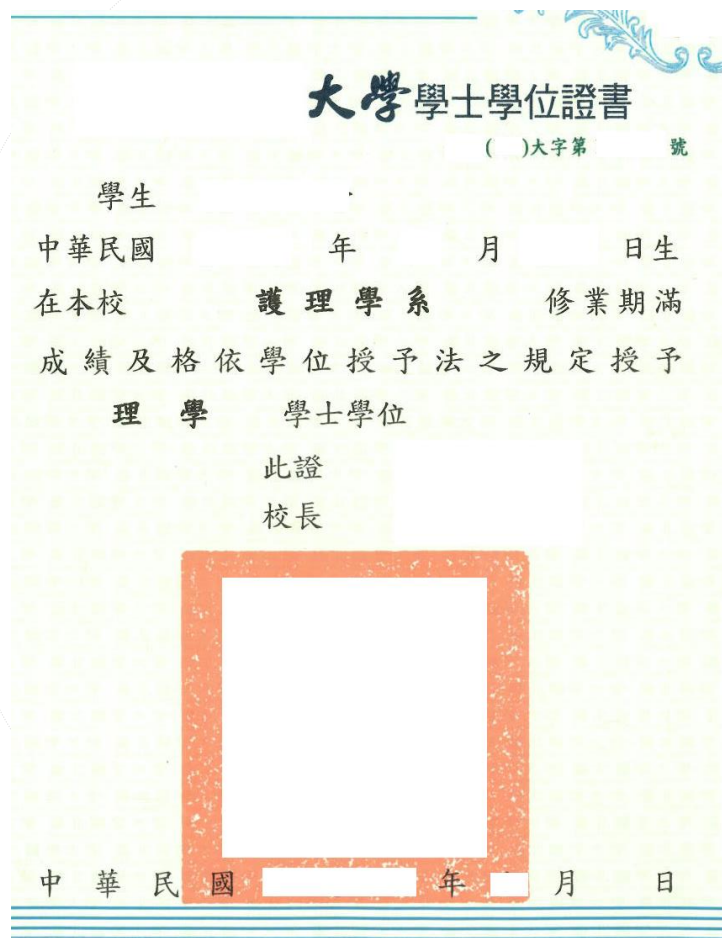 大學學士學位證書
( )大字第 號
學生
中華民國 年 月 日生
在本校 護理學系 修業期滿
成績及格依學位授予法之規定授予
理學 學士學位
此證
校長
中華民國 年 月 日